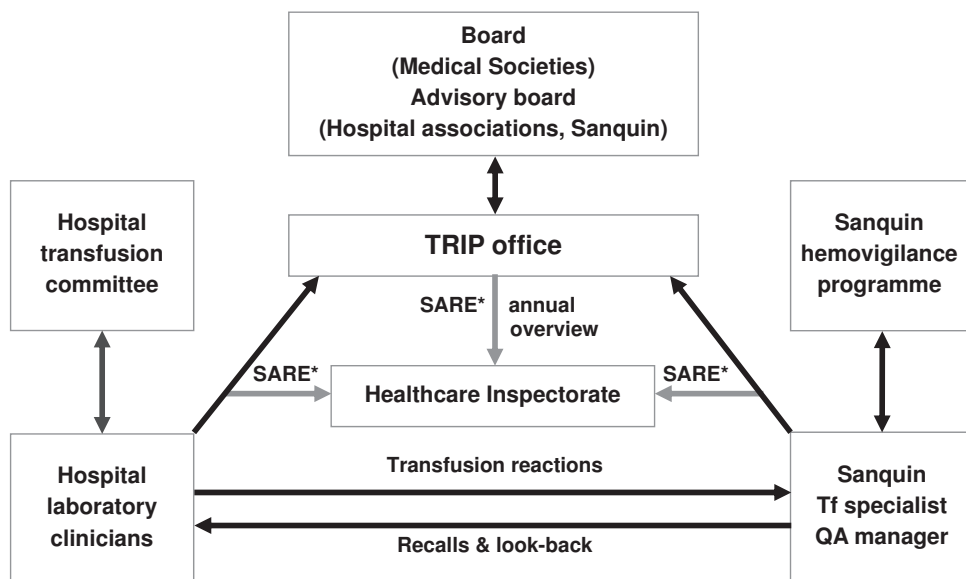 Board
(Medical Societies)
Advisory board
(Hospital associations, Sanquin)
Hospital
transfusion
committee
TRIP office
Sanquin
hemovigilance
programme
SARE* annual
overview
SARE*
Healthcare Inspectorate
SARE*
Hospital
laboratory
clinicians
Transfusion reactions
Recalls & look-back
Sanquin
Tf specialist
QA manager